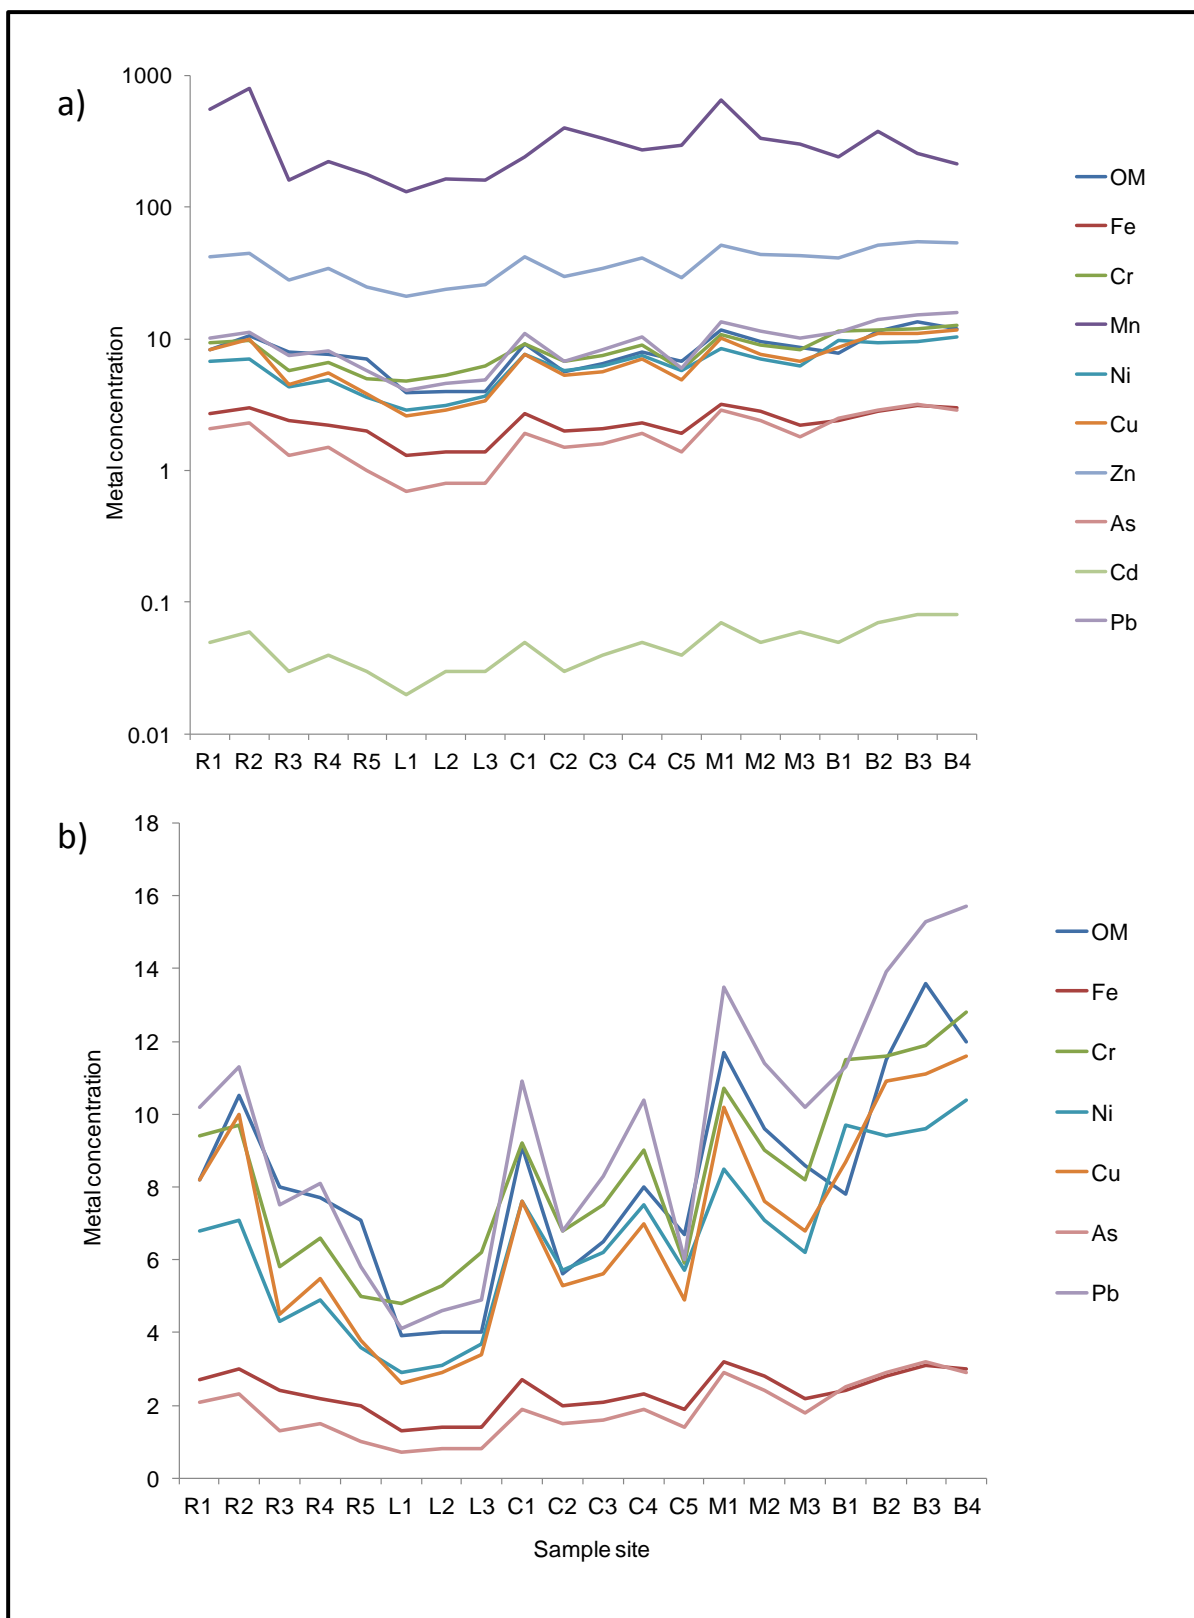 a)
1000
100
10
1
0.1
0.01
Metal concentration
R1 R2 R3 R4 R5 L1 L2 L3 C1 C2 C3 C4 C5 M1 M2 M3 B1 B2 B3 B4
OM
Fe
Cr
Mn
Ni
Cu
Zn
As
Cd
Pb
b)
18
16
14
12
10
8
6
4
2
0
Metal concentration
R1 R2 R3 R4 R5 L1 L2 L3 C1 C2 C3 C4 C5 M1 M2 M3 B1 B2 B3 B4
Sample site
OM
Fe
Cr
Ni
Cu
As
Pb